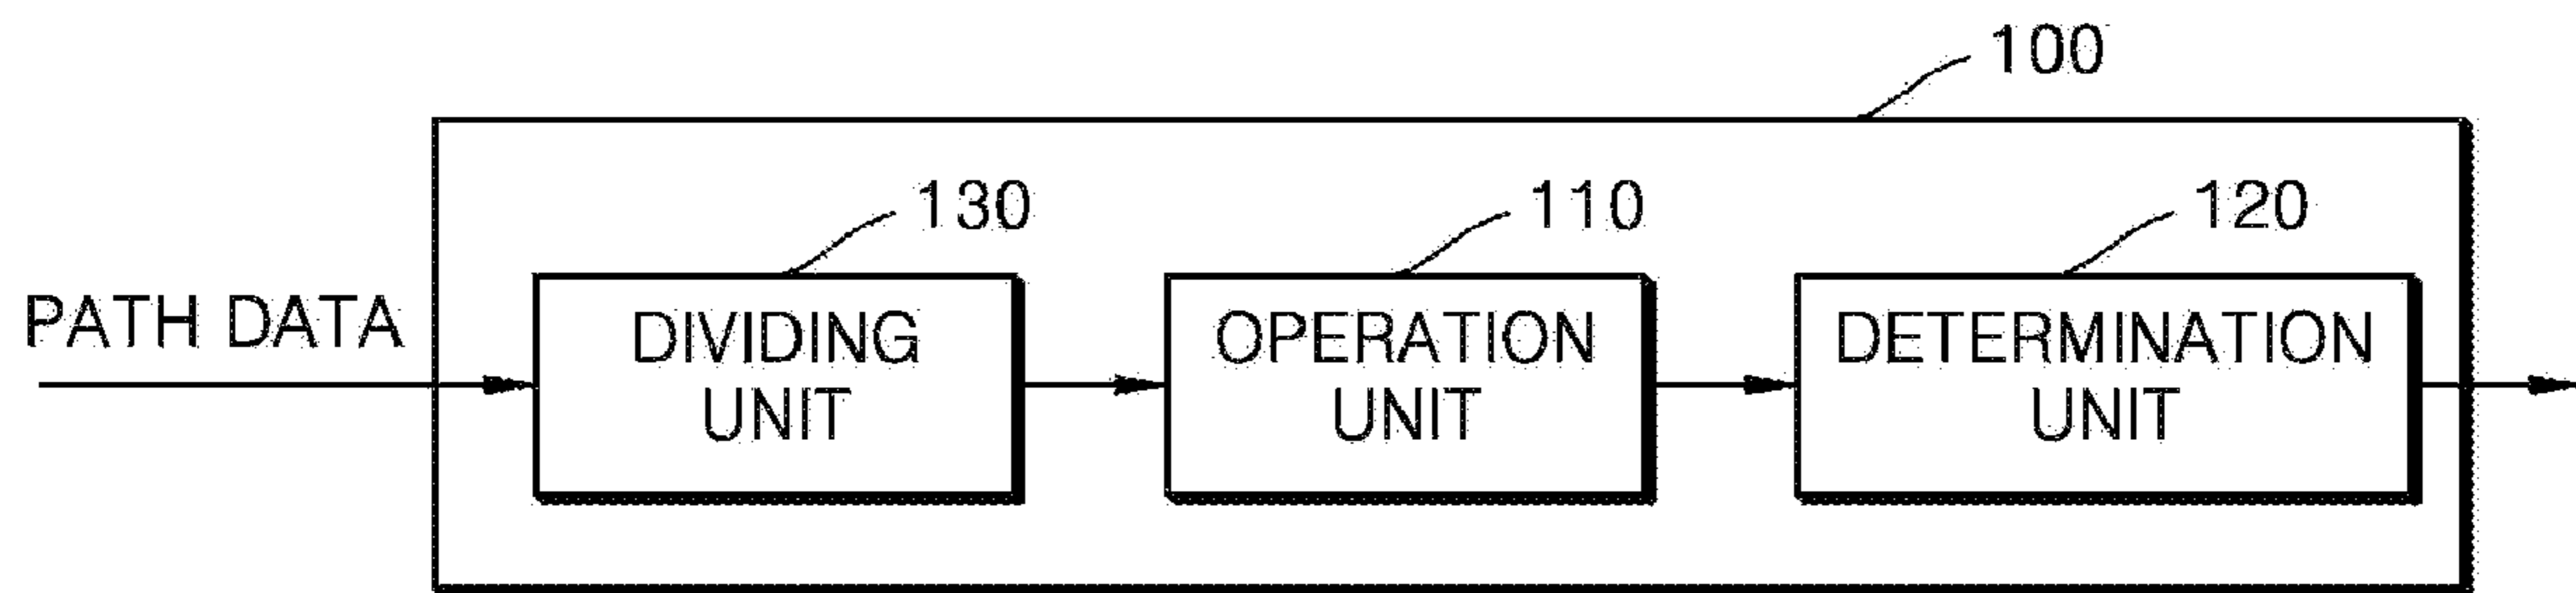 100
130
110
120
PATH DATA
DIVIDING
UNIT
OPERATION
UNIT
DETERMINATION
UNIT